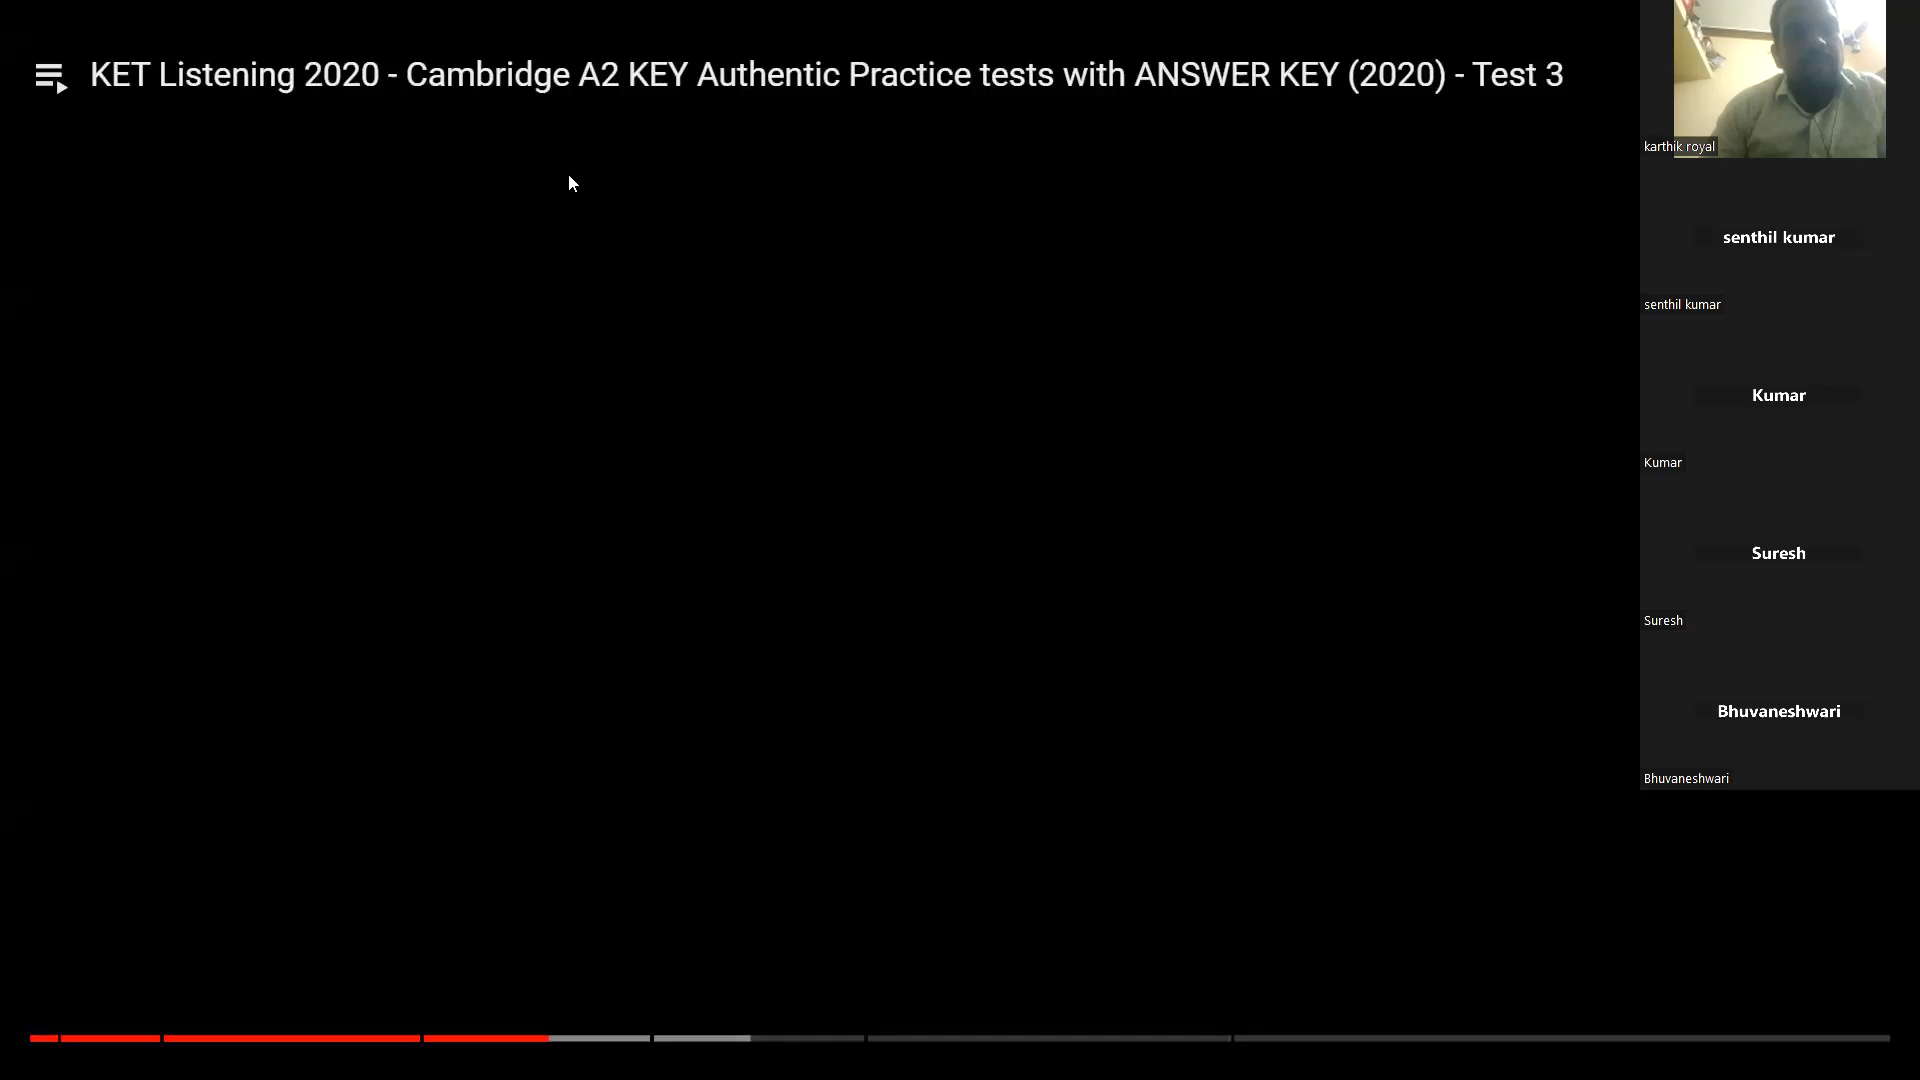 KET Listening 2020 - Cambridge A2 KEY Authentic Practice tests with ANSWER KEY (2020) - Test 3
karthik royal
senthil kumar
senthil kumar
Kumar
Kumar
Suresh
Suresh
Bhuvaneshwari
Bhuvaneshwari